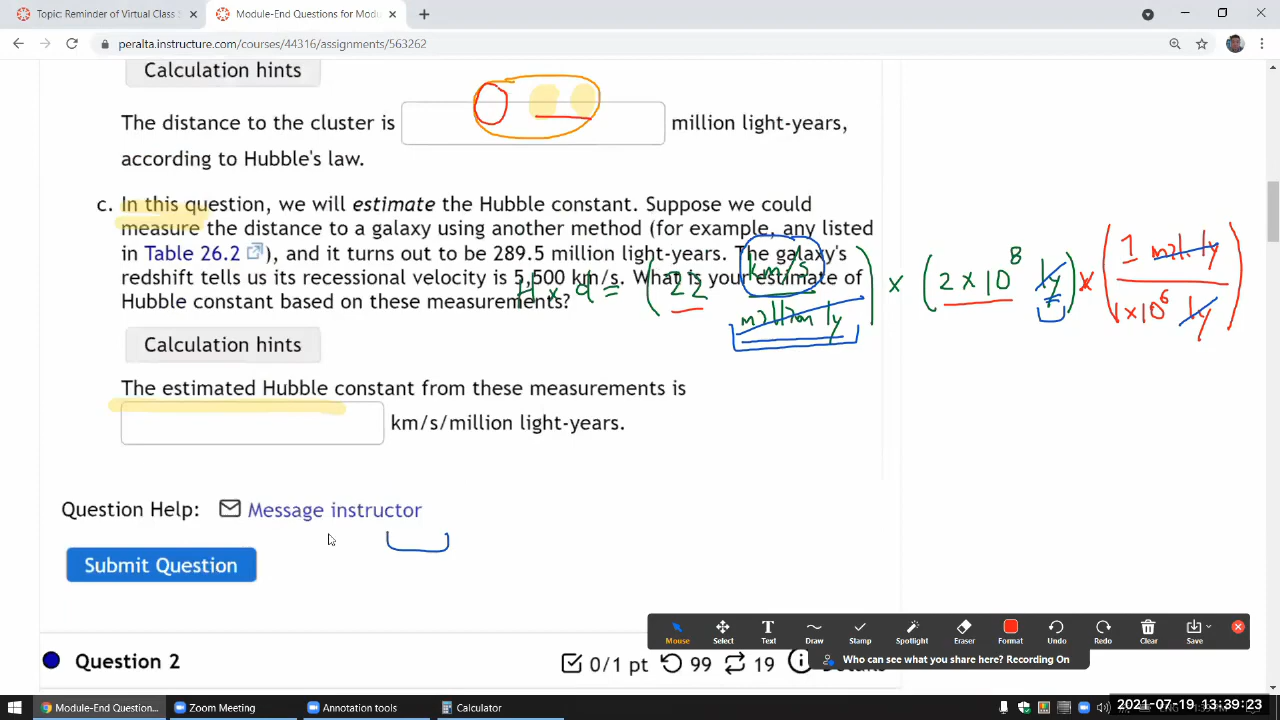 Topic: Reminder of Virtual Class S
Module-End Questions for Modul
peralta.instructure.com/courses/44316/assignments/563262
Calculation hints
The distance to the cluster is million light-years,
according to Hubble's law.
c. In this question, we will estimate the Hubble constant. Suppose we could
measure the distance to a galaxy using another method (for example, any listed
in Table 26.2), and it turns out to be 289.5 million light-years. The galaxy's
redshift tells us its recessional velocity is 5,500 km/s. What is your estimate of
Hubble constant based on these measurements?
H x d = (22 km/s / million ly) x (2 x 10^8 ly) x (1 mil. ly / 1x10^6 ly)
Calculation hints
The estimated Hubble constant from these measurements is
km/s/million light-years.
Question Help: Message instructor
Submit Question
Mouse Select Text Draw Stamp Spotlight Eraser Format Undo Redo Clear Save
Who can see what you share here? Recording On
Question 2
0/1 pt 99 19
Module-End Question...
Zoom Meeting
Annotation tools
Calculator
2021-07-19 13:39:23